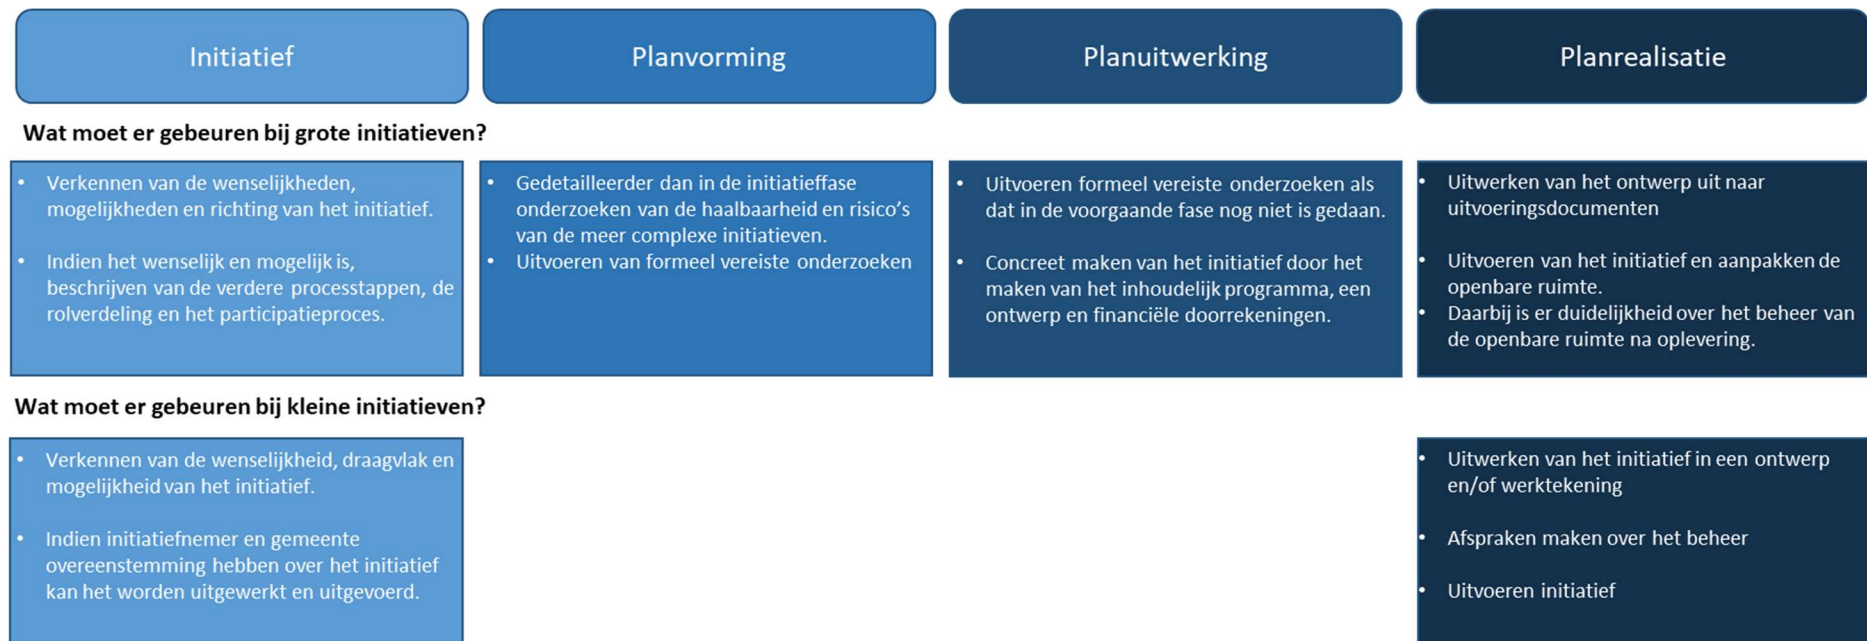 Initiatief
Planvorming
Planuitwerking
Planrealisatie
Wat moet er gebeuren bij grote initiatieven?
• Verkennen van de wenselijkheden,
mogelijkheden en richting van het initiatief.
• Indien het wenselijk en mogelijk is,
beschrijven van de verdere processtappen, de
rolverdeling en het participatieproces.
• Gedetailleerder dan in de initiatieffase
onderzoeken van de haalbaarheid en risico's
van de meer complexe initiatieven.
• Uitvoeren van formeel vereiste onderzoeken
• Uitvoeren formeel vereiste onderzoeken als
dat in de voorgaande fase nog niet is gedaan.
• Concreet maken van het initiatief door het
maken van het inhoudelijk programma, een
ontwerp en financiële doorrekeningen.
• Uitwerken van het ontwerp uit naar
uitvoeringsdocumenten
• Uitvoeren van het initiatief en aanpakken de
openbare ruimte.
• Daarbij is er duidelijkheid over het beheer van
de openbare ruimte na oplevering.
Wat moet er gebeuren bij kleine initiatieven?
• Verkennen van de wenselijkheid, draagvlak en
mogelijkheid van het initiatief.
• Indien initiatiefnemer en gemeente
overeenstemming hebben over het initiatief
kan het worden uitgewerkt en uitgevoerd.
• Uitwerken van het initiatief in een ontwerp
en/of werktekening
• Afspraken maken over het beheer
• Uitvoeren initiatief